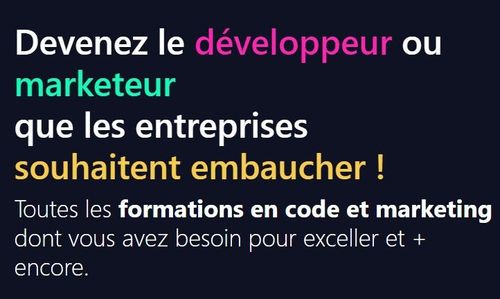 Devenez le développeur ou
marketeur
que les entreprises
souhaitent embaucher !
Toutes les formations en code et marketing
dont vous avez besoin pour exceller et +
encore.